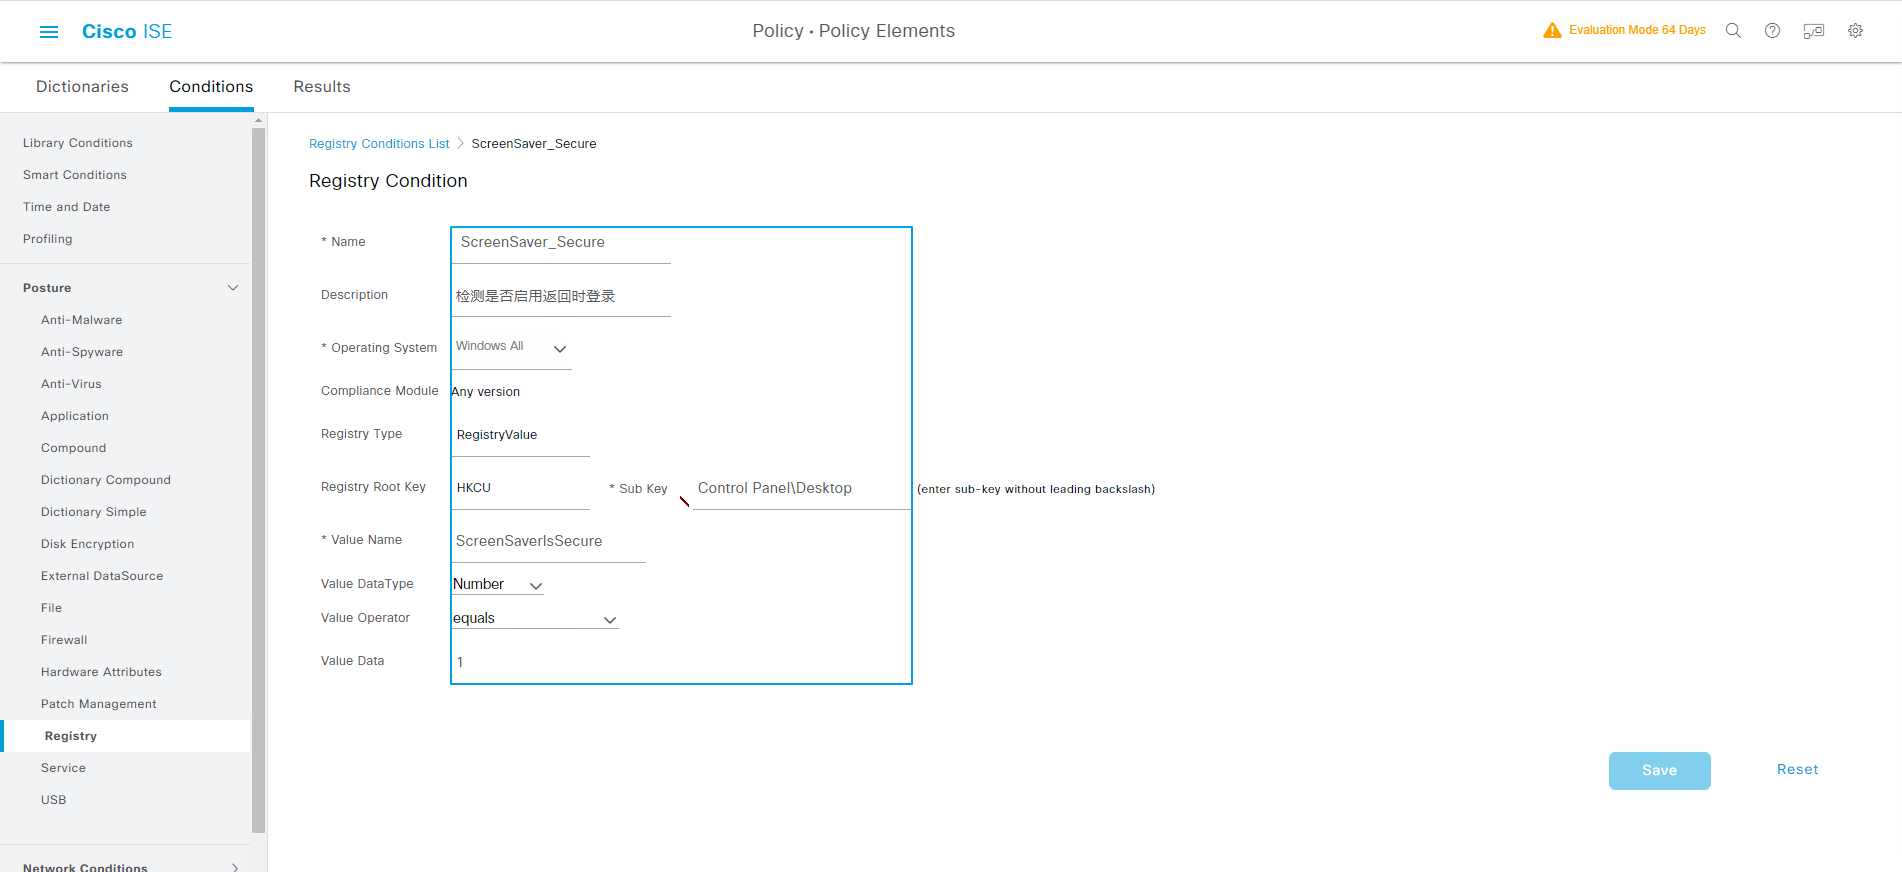 Cisco ISE
Policy · Policy Elements
Evaluation Mode 64 Days
Dictionaries
Conditions
Results
Library Conditions
Smart Conditions
Time and Date
Profiling
Posture
Anti-Malware
Anti-Spyware
Anti-Virus
Application
Compound
Dictionary Compound
Dictionary Simple
Disk Encryption
External DataSource
File
Firewall
Hardware Attributes
Patch Management
Registry
Service
USB
Network Conditions
Registry Conditions List > ScreenSaver_Secure
Registry Condition
* Name ScreenSaver_Secure
Description 检测是否启用返回时登录
* Operating System Windows All
Compliance Module Any version
Registry Type RegistryValue
Registry Root Key HKCU * Sub Key Control Panel\Desktop (enter sub-key without leading backslash)
* Value Name ScreenSaverIsSecure
Value DataType Number
Value Operator equals
Value Data 1
Save
Reset